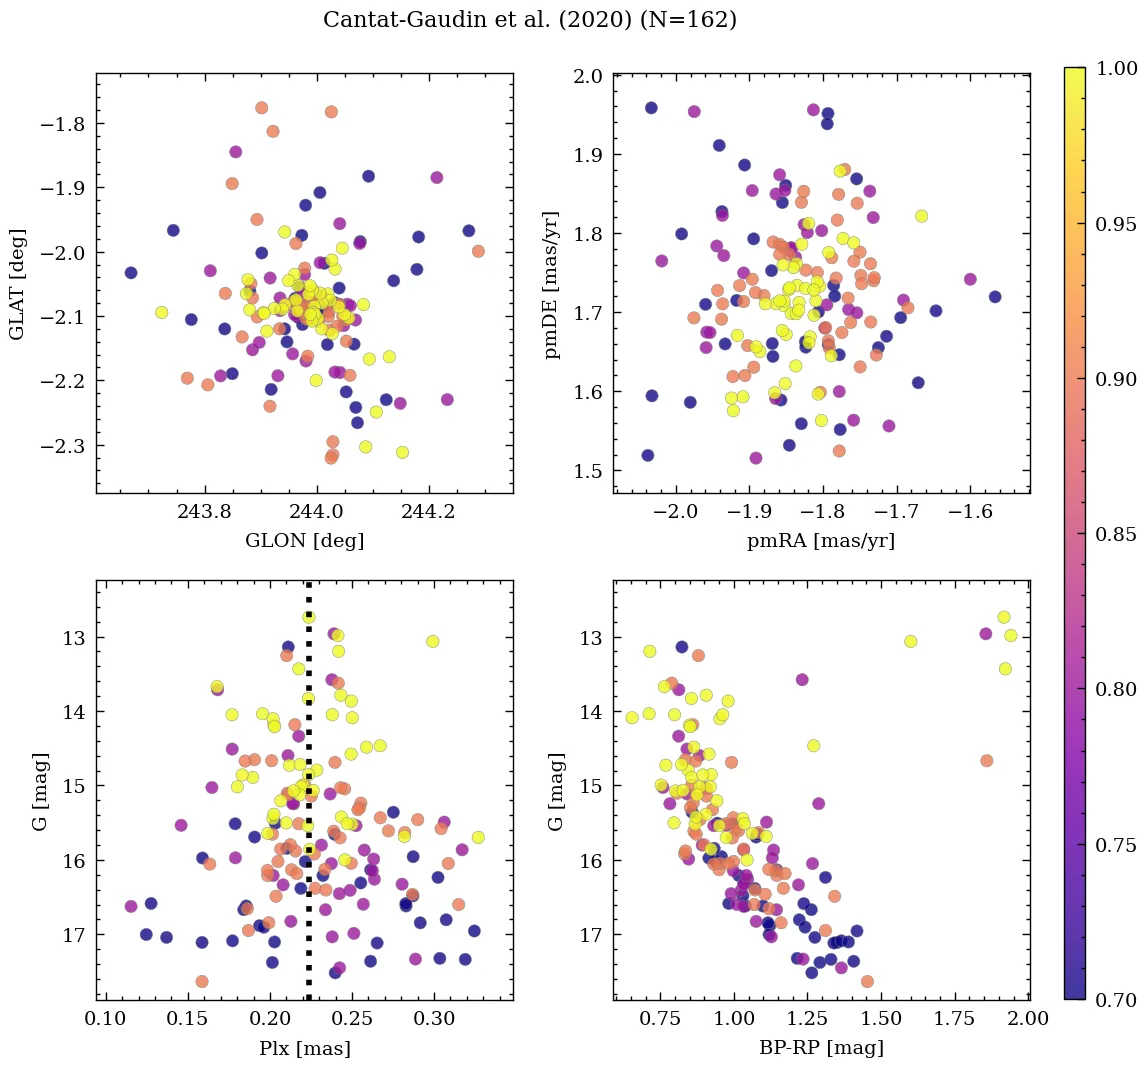 Cantat-Gaudin et al. (2020) (N=162)
−1.8
−1.9
−2.0
−2.1
−2.2
−2.3
GLAT [deg]
243.8 244.0 244.2
GLON [deg]
2.0
1.9
1.8
1.7
1.6
1.5
pmDE [mas/yr]
−2.0 −1.9 −1.8 −1.7 −1.6
pmRA [mas/yr]
13
14
15
16
17
G [mag]
0.10 0.15 0.20 0.25 0.30
Plx [mas]
13
14
15
16
17
G [mag]
0.75 1.00 1.25 1.50 1.75 2.00
BP-RP [mag]
1.00
0.95
0.90
0.85
0.80
0.75
0.70